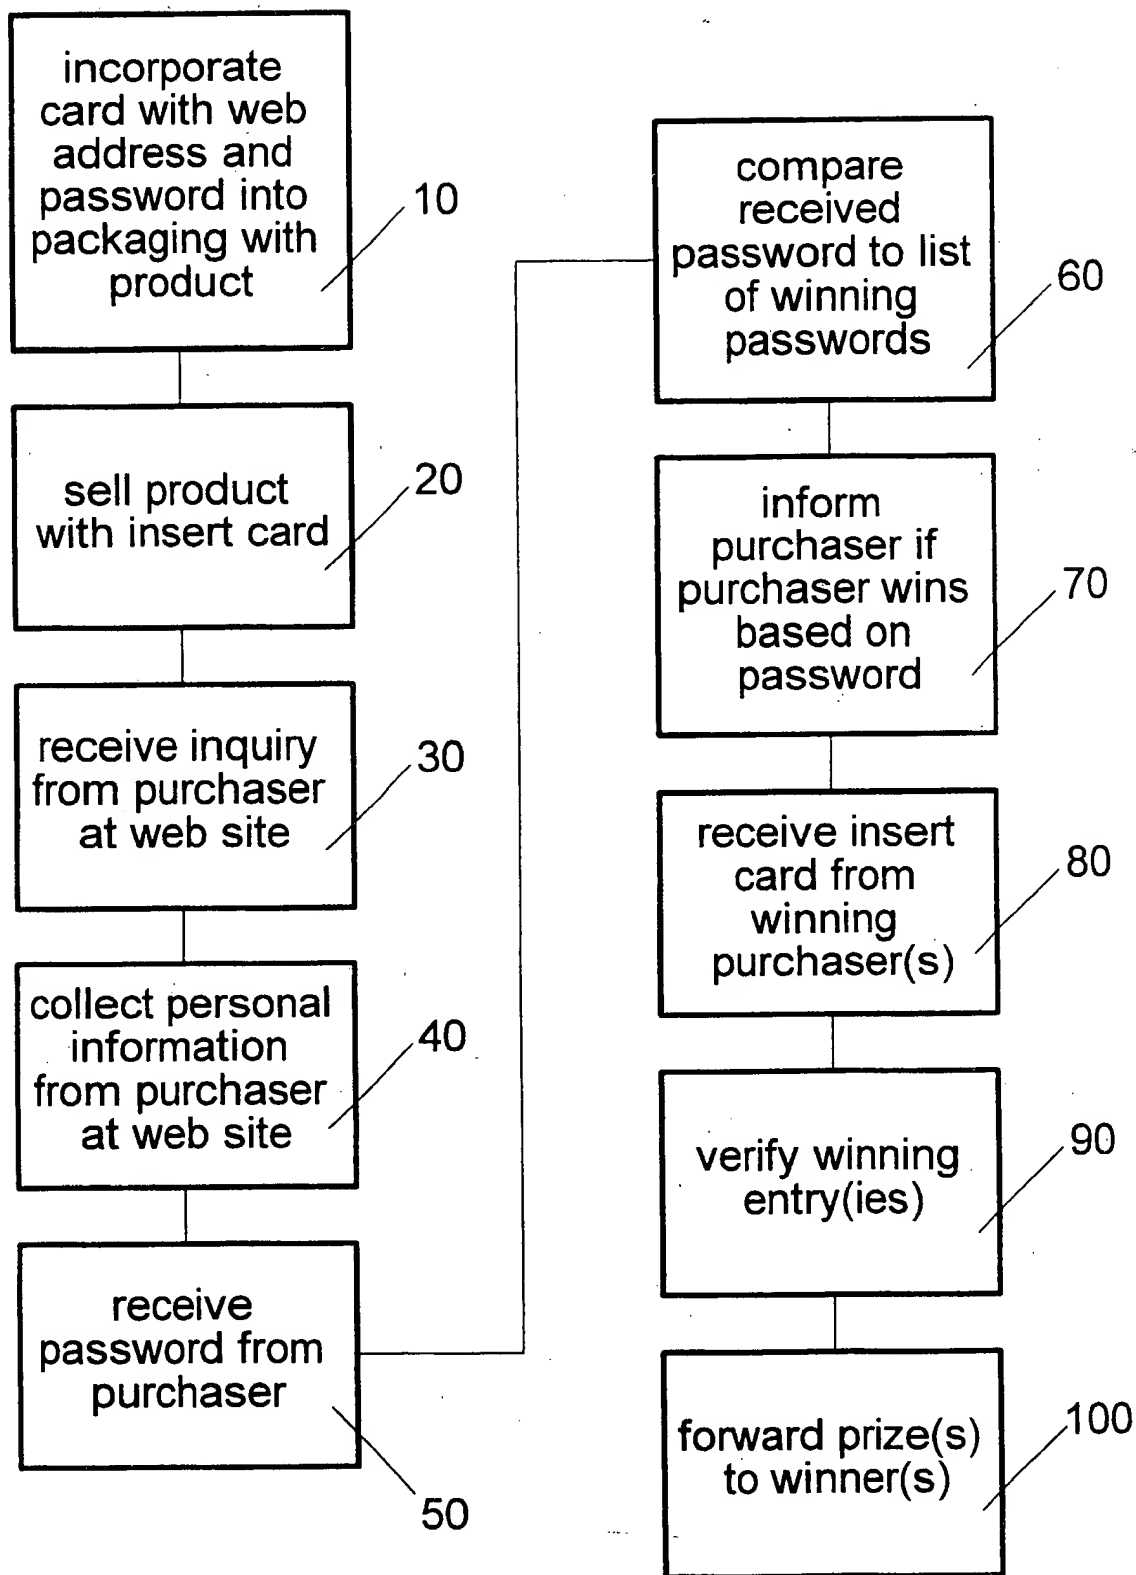 incorporate
card with web
address and
password into
packaging with
product
10
sell product
with insert card
20
receive inquiry
from purchaser
at web site
30
collect personal
information
from purchaser
at web site
40
receive
password from
purchaser
50
compare
received
password to list
of winning
passwords
60
inform
purchaser if
purchaser wins
based on
password
70
receive insert
card from
winning
purchaser(s)
80
verify winning
entry(ies)
90
forward prize(s)
to winner(s)
100